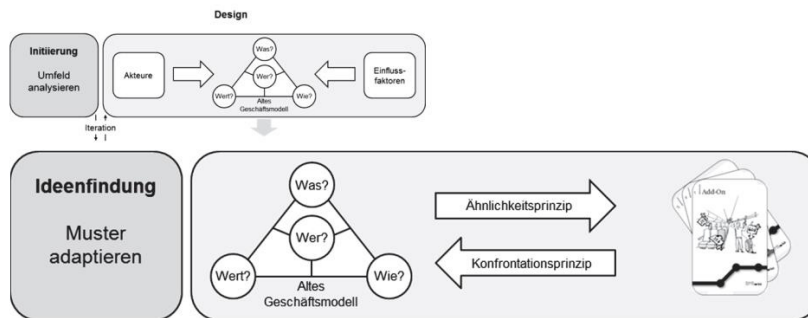 Design
Initiierung
Umfeld
analysieren
Akteure
Was?
Wer?
Wert?
Wie?
Altes
Geschäftsmodell
Einfluss-
faktoren
Iteration
Ideenfindung
Muster
adaptieren
Was?
Wer?
Wert?
Wie?
Altes
Geschäftsmodell
Ähnlichkeitsprinzip
Konfrontationsprinzip
Add-On